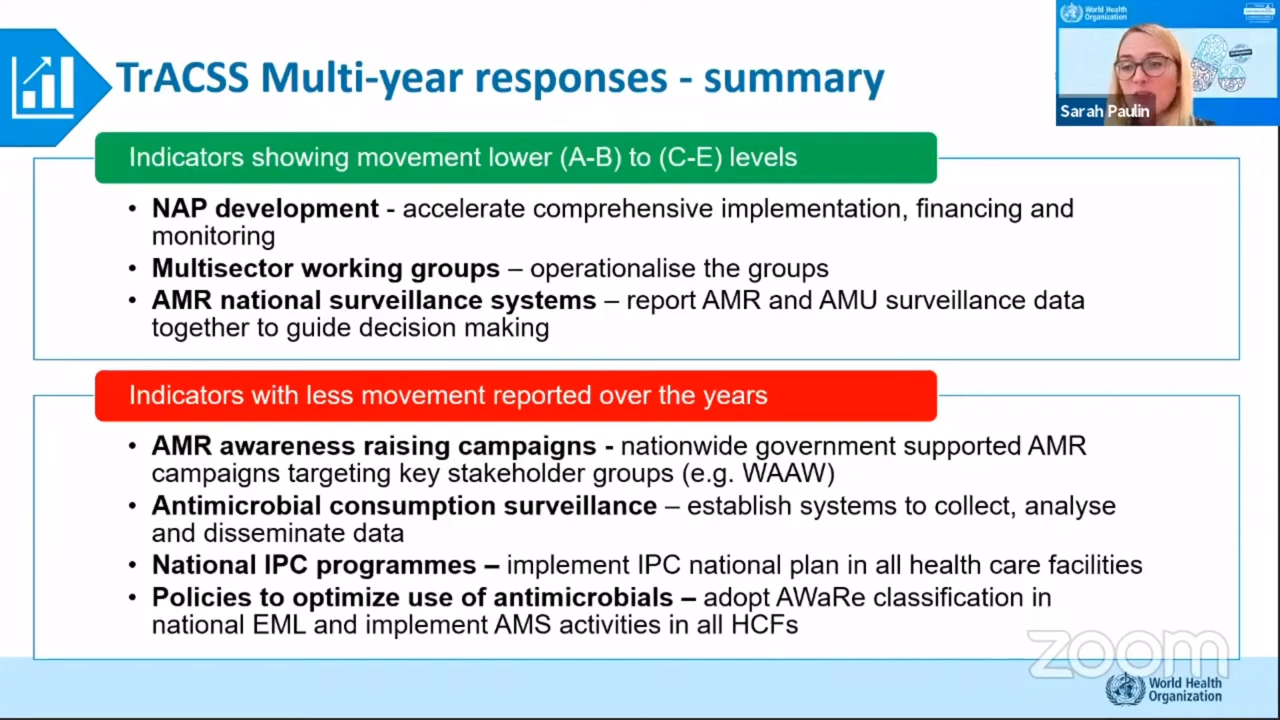 World Health
Organization
Sarah Paulin
TrACSS Multi-year responses - summary
Indicators showing movement lower (A-B) to (C-E) levels
• NAP development - accelerate comprehensive implementation, financing and
monitoring
• Multisector working groups – operationalise the groups
• AMR national surveillance systems – report AMR and AMU surveillance data
together to guide decision making
Indicators with less movement reported over the years
• AMR awareness raising campaigns - nationwide government supported AMR
campaigns targeting key stakeholder groups (e.g. WAAW)
• Antimicrobial consumption surveillance – establish systems to collect, analyse
and disseminate data
• National IPC programmes – implement IPC national plan in all health care facilities
• Policies to optimize use of antimicrobials – adopt AWaRe classification in
national EML and implement AMS activities in all HCFs
zoom
World Health
Organization